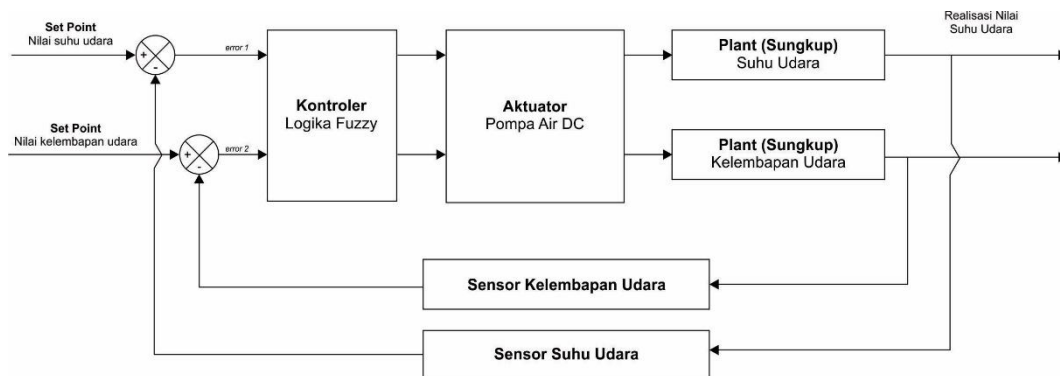 Set Point
Nilai suhu udara
+
-
error 1
Set Point
Nilai kelembapan udara
+
-
error 2
Kontroler
Logika Fuzzy
Aktuator
Pompa Air DC
Plant (Sungkup)
Suhu Udara
Plant (Sungkup)
Kelembapan Udara
Realisasi Nilai
Suhu Udara
Sensor Kelembapan Udara
Sensor Suhu Udara